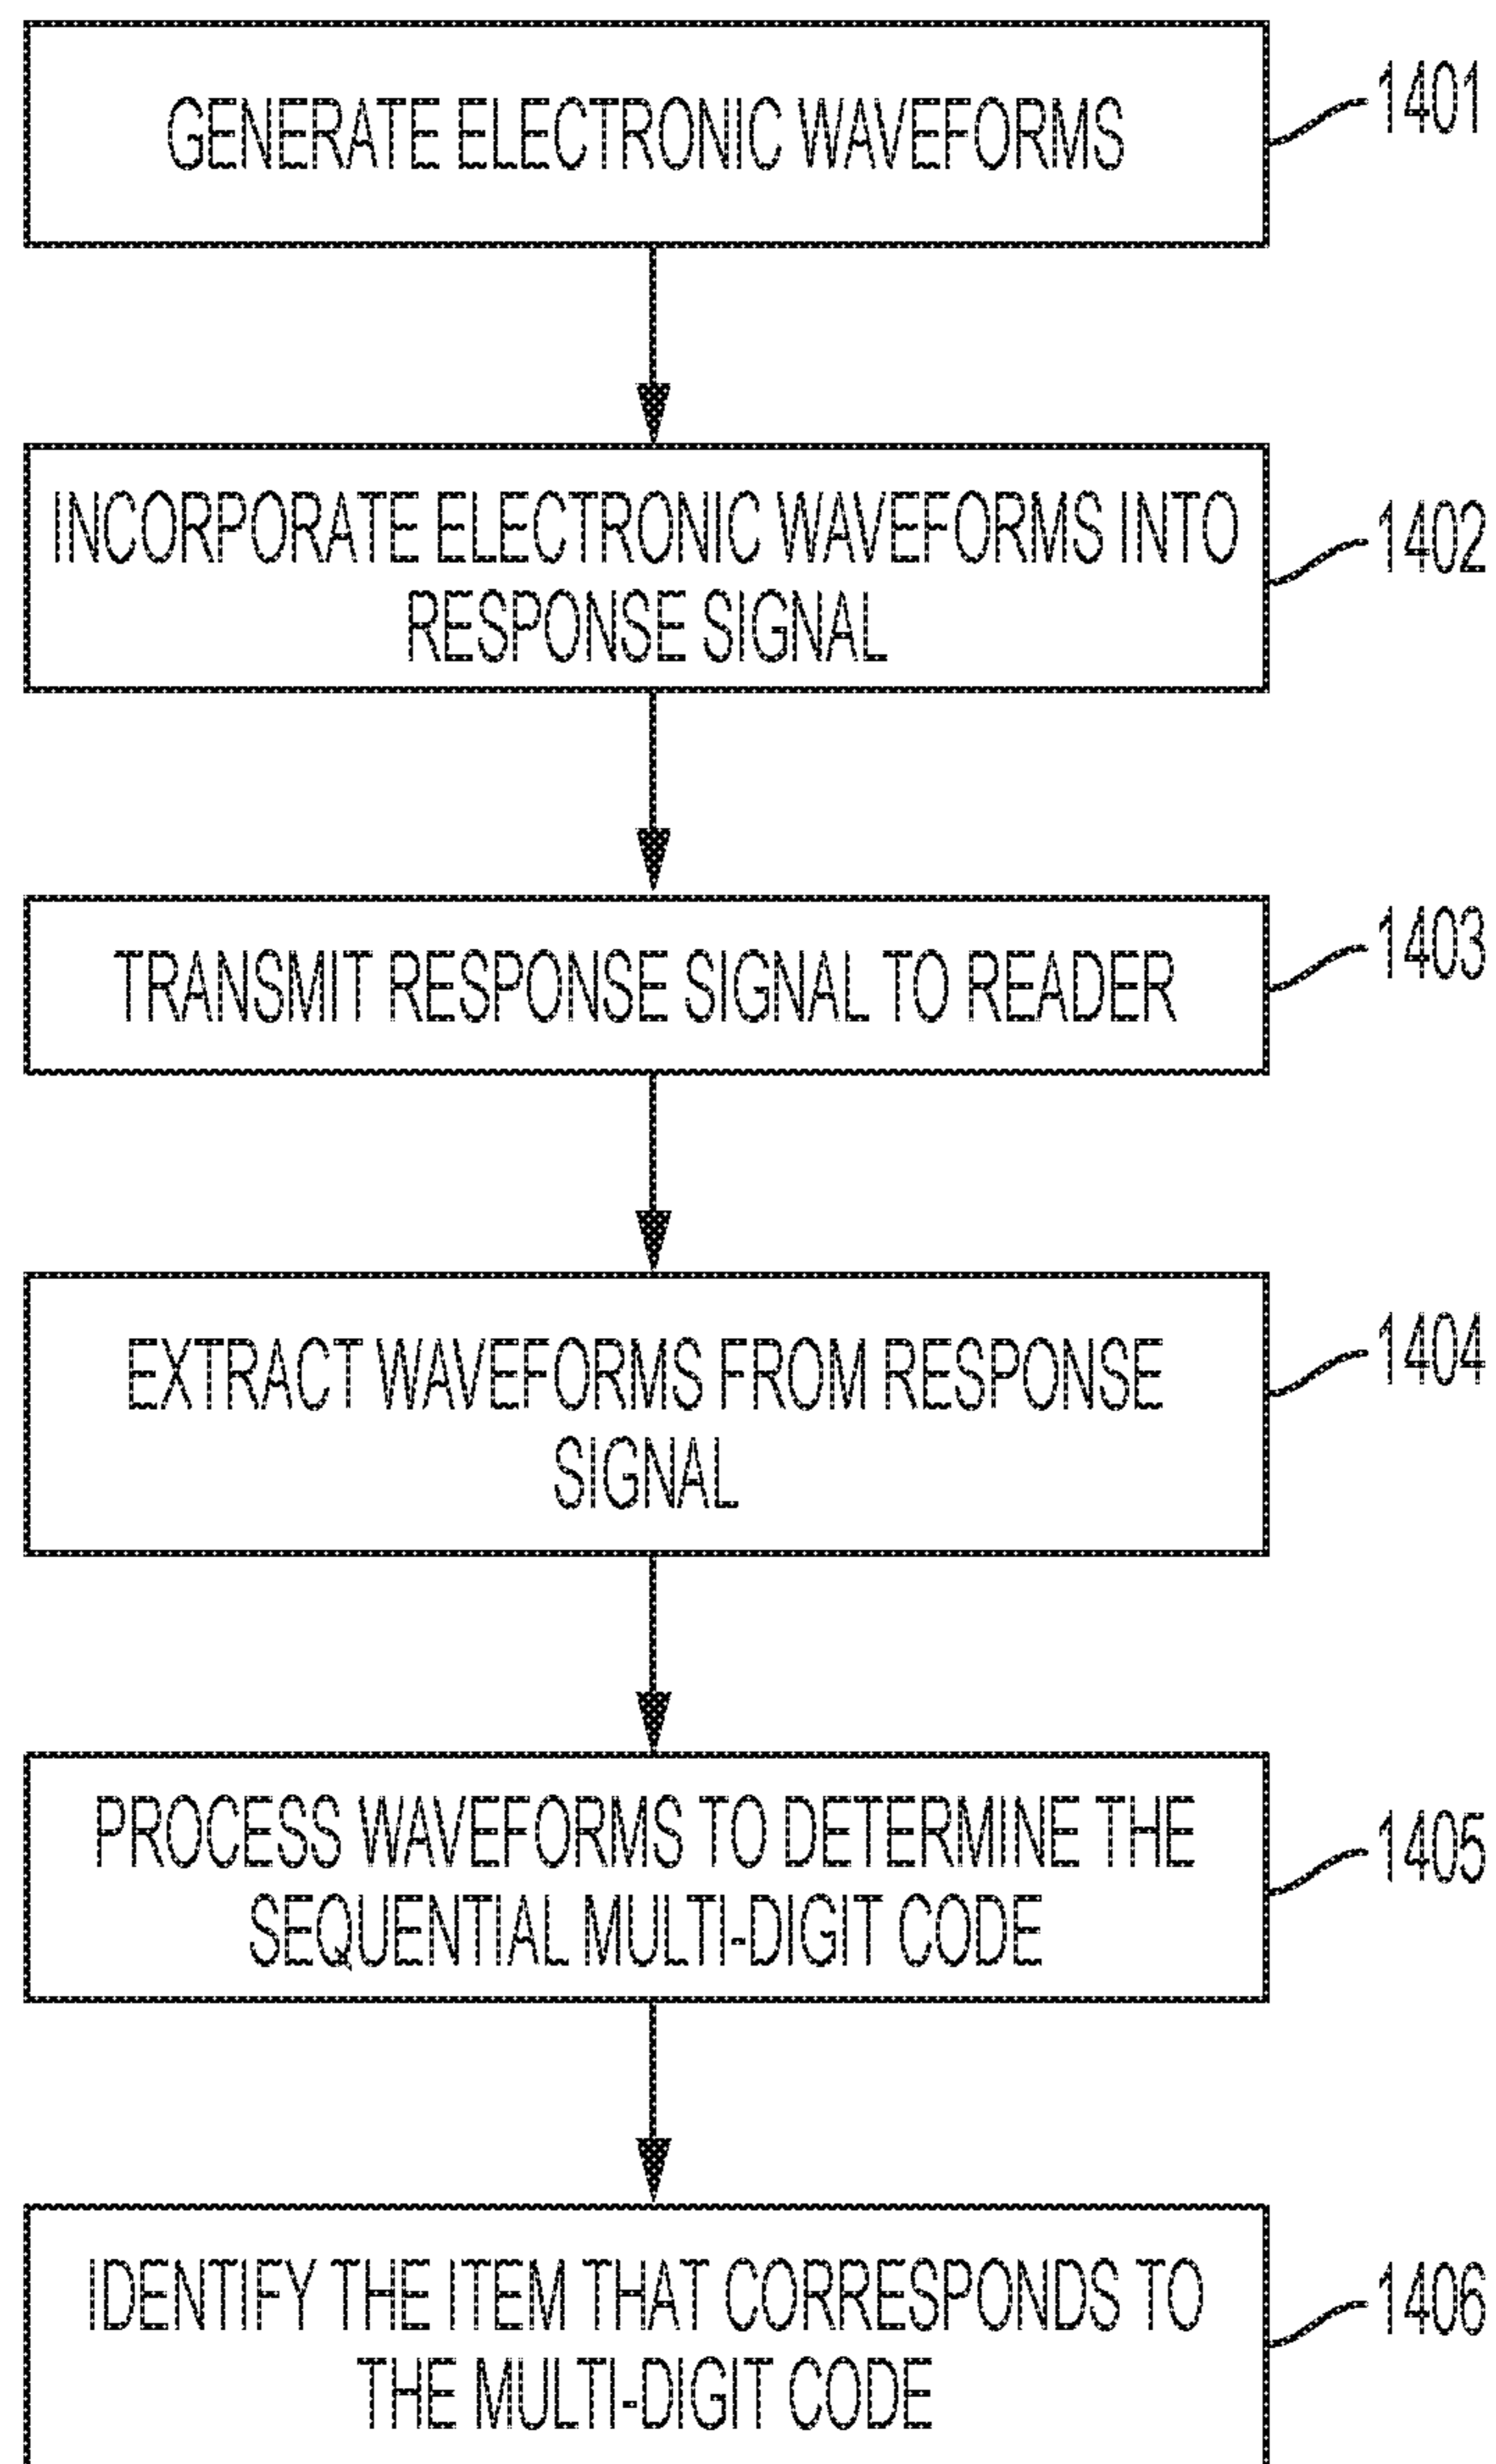 GENERATE ELECTRONIC WAVEFORMS
1401
INCORPORATE ELECTRONIC WAVEFORMS INTO
RESPONSE SIGNAL
1402
TRANSMIT RESPONSE SIGNAL TO READER
1403
EXTRACT WAVEFORMS FROM RESPONSE
SIGNAL
1404
PROCESS WAVEFORMS TO DETERMINE THE
SEQUENTIAL MULTI-DIGIT CODE
1405
IDENTIFY THE ITEM THAT CORRESPONDS TO
THE MULTI-DIGIT CODE
1406